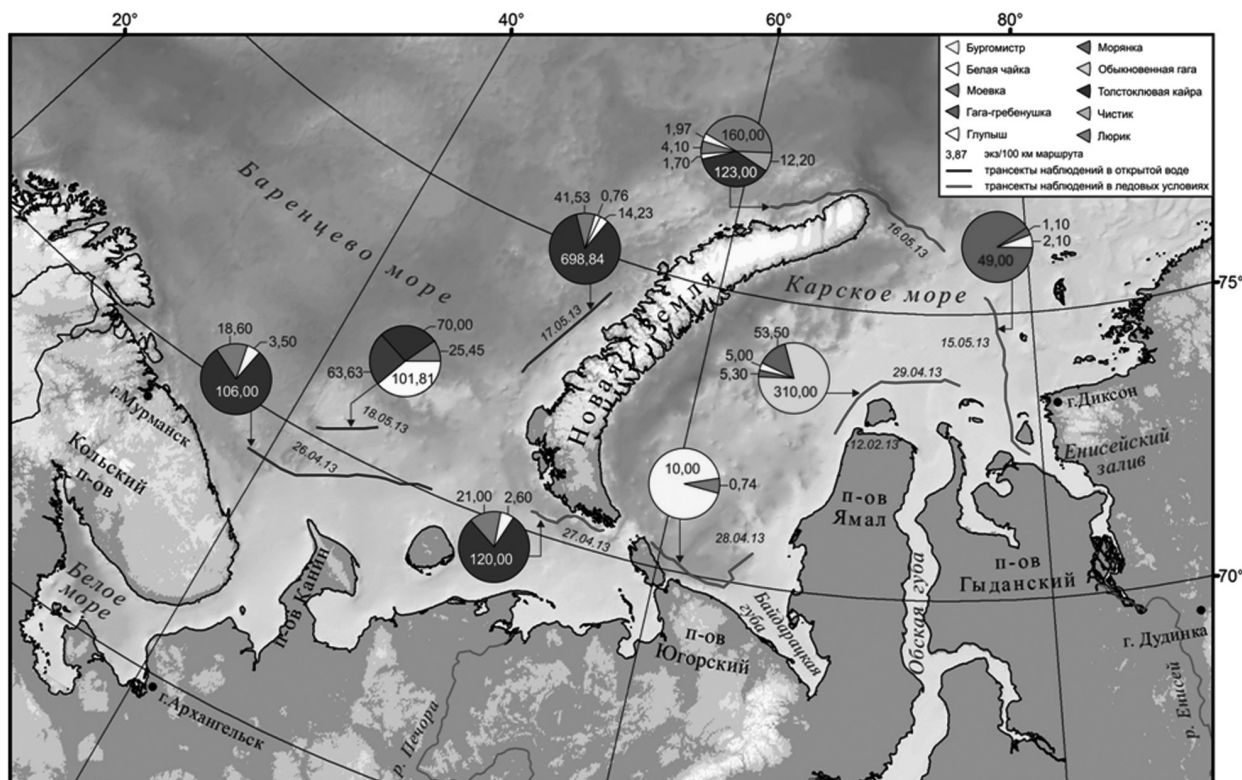 20°
40°
60°
80°
Бургомистр
Белая чайка
Моевка
Гага-гребенушка
Глупыш
Морянка
Обыкновенная гага
Толстоклювая кайра
Чистик
Люрик
3,87 экз/100 км маршрута
трансекты наблюдений в открытой воде
трансекты наблюдений в ледовых условиях
1,97
4,10
1,70
160,00
12,20
123,00
Баренцево море
41,53
0,76
14,23
698,84
16.05.13
1,10
2,10
49,00
Карское море
75°
Новая Земля
17.05.13
18,60
3,50
106,00
70,00
25,45
63,63
101,81
18.05.13
53,50
5,00
5,30
310,00
15.05.13
29.04.13
г.Мурманск
г.Диксон
26.04.13
12.02.13
Енисейский
залив
Кольский
п-ов
10,00
0,74
п-ов
Ямал
21,00
2,60
120,00
27.04.13
28.04.13
70°
Белое
море
п-ов Канин
п-ов
Гыданский
Байдарацкая
губа
Обская губа
п-ов
Югорский
г. Дудинка
г.Архангельск
р. Печора
р. Енисей